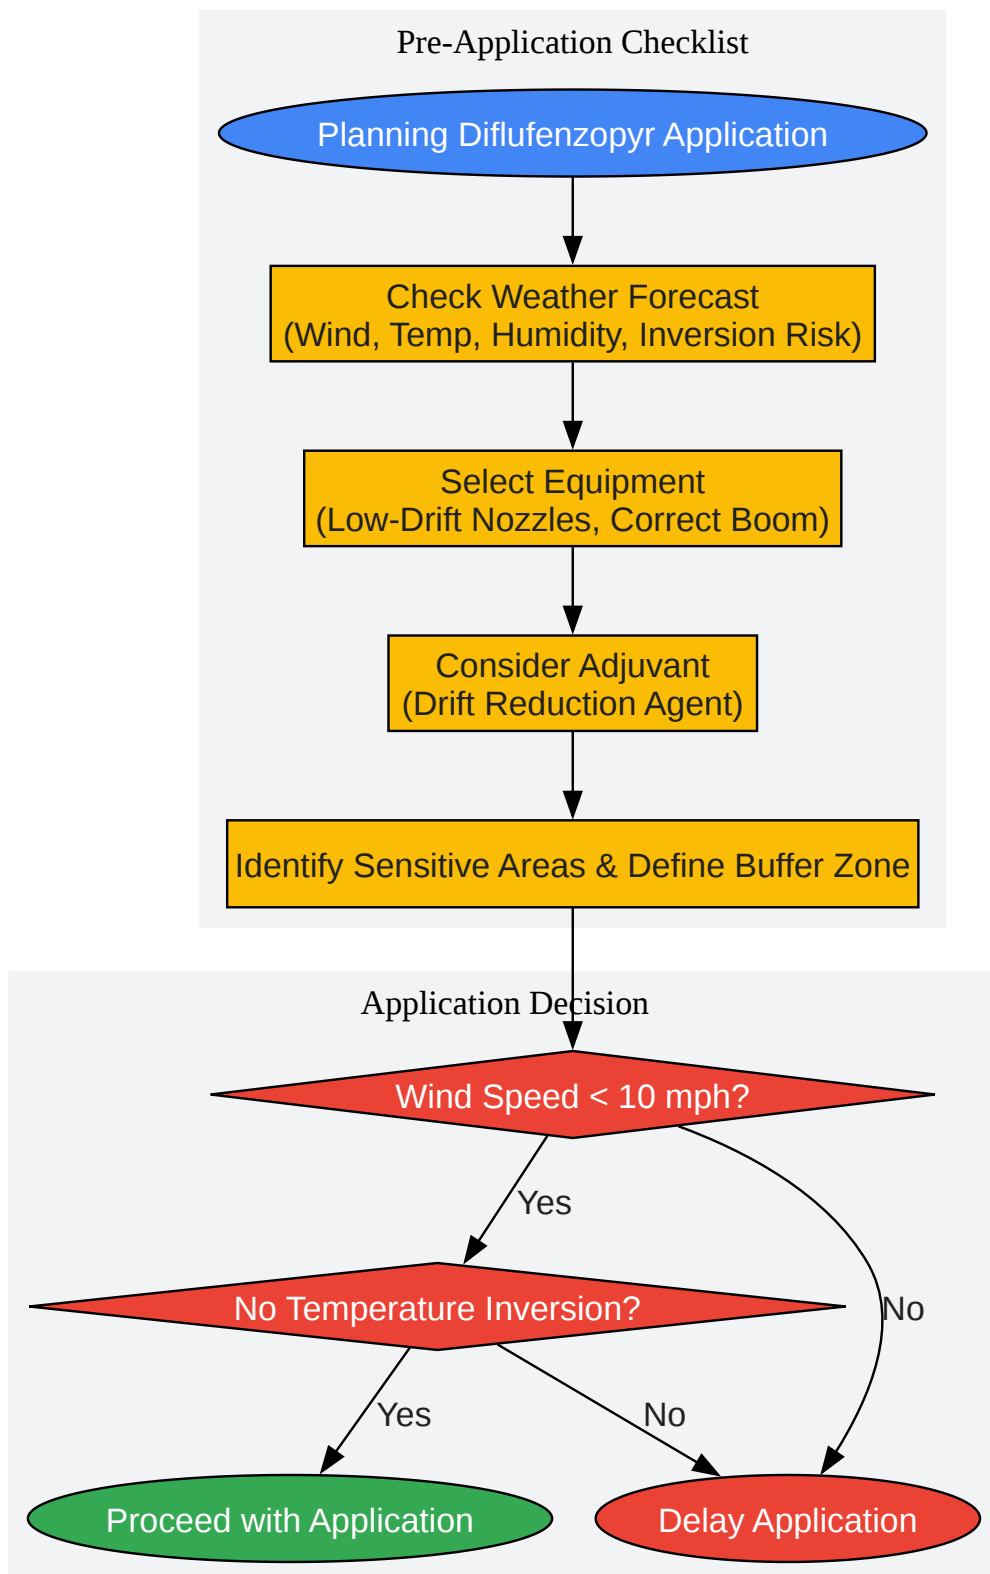 Pre-Application Checklist
Planning Diflufenzopyr Application
Check Weather Forecast
(Wind, Temp, Humidity, Inversion Risk)
Select Equipment
(Low-Drift Nozzles, Correct Boom)
Consider Adjuvant
(Drift Reduction Agent)
Identify Sensitive Areas & Define Buffer Zone
Application Decision
Wind Speed < 10 mph?
Yes
No Temperature Inversion?
No
Yes
No
Proceed with Application
Delay Application